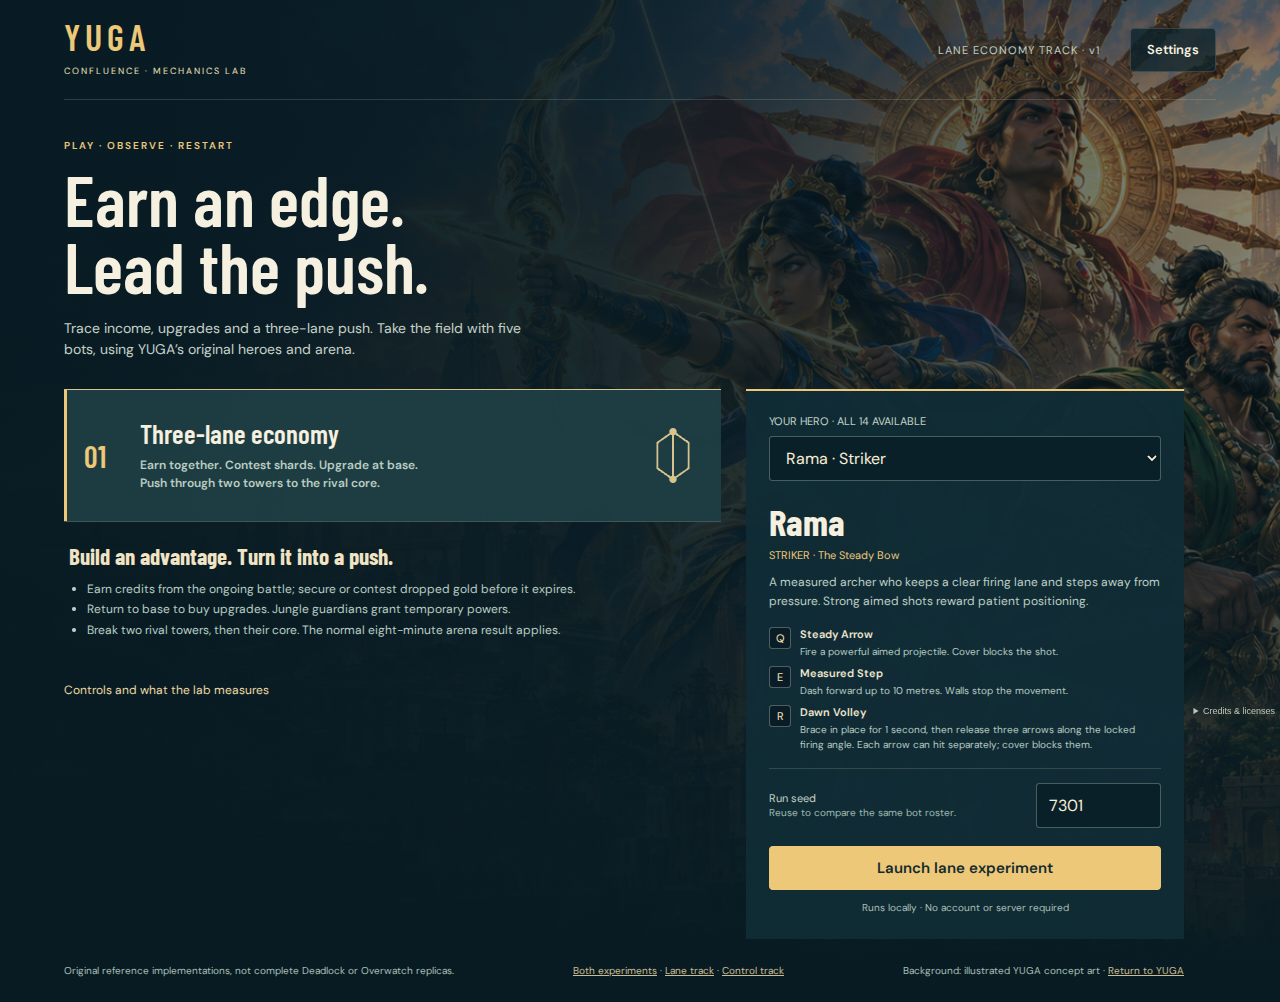 YUGA
CONFLUENCE · MECHANICS LAB
LANE ECONOMY TRACK · v1
Settings
PLAY · OBSERVE · RESTART
Earn an edge.
Lead the push.
Trace income, upgrades and a three-lane push. Take the field with five
bots, using YUGA's original heroes and arena.
01
Three-lane economy
Earn together. Contest shards. Upgrade at base.
Push through two towers to the rival core.
Build an advantage. Turn it into a push.
• Earn credits from the ongoing battle; secure or contest dropped gold before it expires.
• Return to base to buy upgrades. Jungle guardians grant temporary powers.
• Break two rival towers, then their core. The normal eight-minute arena result applies.
Controls and what the lab measures
YOUR HERO · ALL 14 AVAILABLE
Rama · Striker
Rama
STRIKER · The Steady Bow
A measured archer who keeps a clear firing lane and steps away from
pressure. Strong aimed shots reward patient positioning.
Q
Steady Arrow
Fire a powerful aimed projectile. Cover blocks the shot.
E
Measured Step
Dash forward up to 10 metres. Walls stop the movement.
R
Dawn Volley
Brace in place for 1 second, then release three arrows along the locked
firing angle. Each arrow can hit separately; cover blocks them.
Run seed
Reuse to compare the same bot roster.
7301
Launch lane experiment
Runs locally · No account or server required
▶ Credits & licenses
Original reference implementations, not complete Deadlock or Overwatch replicas.
Both experiments · Lane track · Control track
Background: illustrated YUGA concept art · Return to YUGA